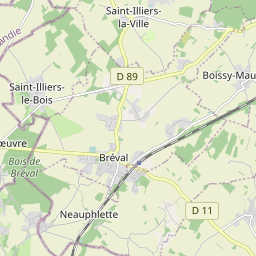 Saint-Illiers-
la-Ville
D 89
Boissy-Mau
Saint-Illiers-
le-Bois
Bréval
Bois de
Bréval
Neauphlette
D 11